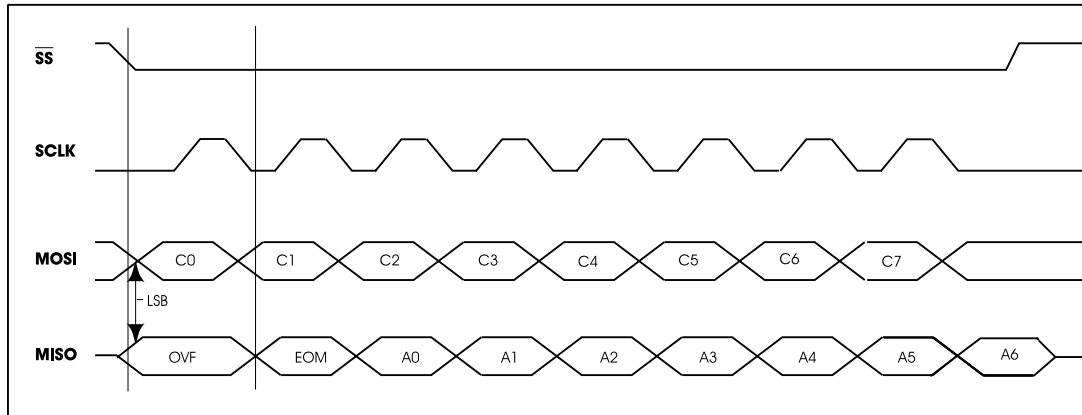 SS
SCLK
MOSI C0 C1 C2 C3 C4 C5 C6 C7
LSB
MISO OVF EOM A0 A1 A2 A3 A4 A5 A6